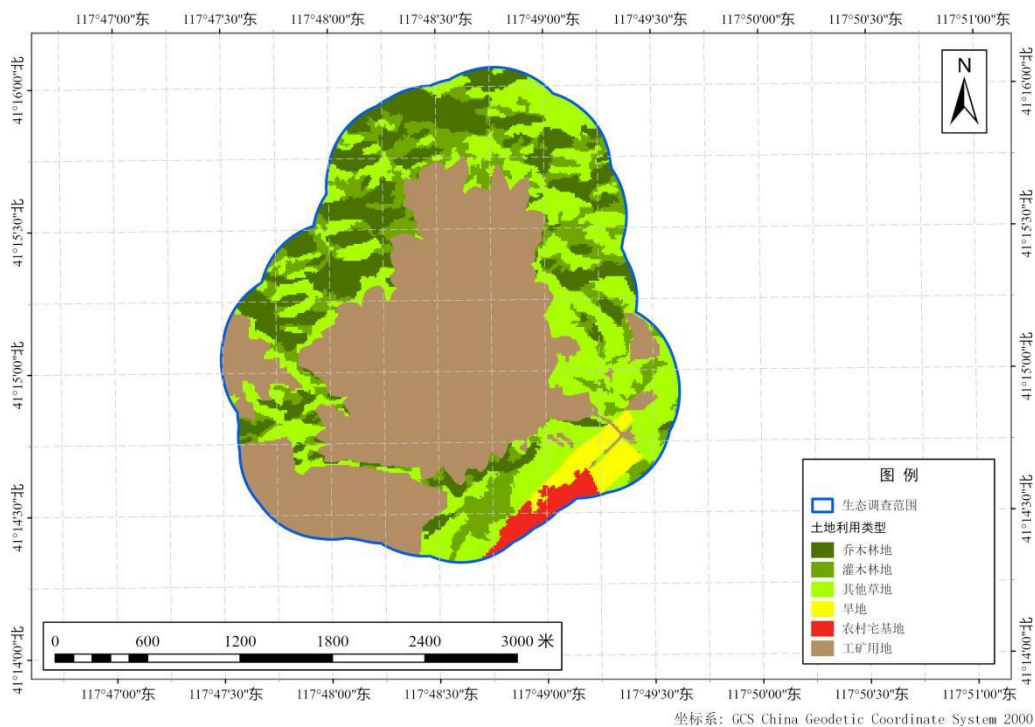 117°47'00"东 117°47'30"东 117°48'00"东 117°48'30"东 117°49'00"东 117°49'30"东 117°50'00"东 117°50'30"东 117°51'00"东
41°16'00"北
41°15'30"北
41°15'00"北
41°14'30"北
41°14'00"北
N
41°16'00"北
41°15'30"北
41°15'00"北
41°14'30"北
41°14'00"北
图 例
生态调查范围
土地利用类型
乔木林地
灌木林地
其他草地
旱地
农村宅基地
工矿用地
0 600 1200 1800 2400 3000 米
117°47'00"东 117°47'30"东 117°48'00"东 117°48'30"东 117°49'00"东 117°49'30"东 117°50'00"东 117°50'30"东 117°51'00"东
坐标系: GCS China Geodetic Coordinate System 2000